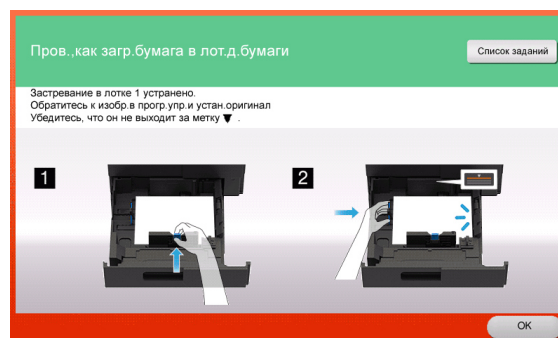 Пров.,как загр.бумага в лот.д.бумаги
Список заданий
Застревание в лотке 1 устранено.
Обратитесь к изобр.в прогр.упр.и устан.оригинал
Убедитесь, что он не выходит за метку ▼ .
1
2
OK